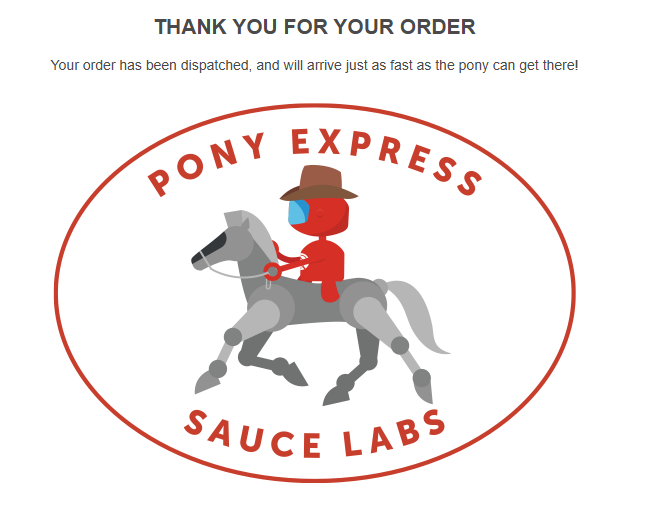 THANK YOU FOR YOUR ORDER
Your order has been dispatched, and will arrive just as fast as the pony can get there!
PONY EXPRESS
SAUCE LABS